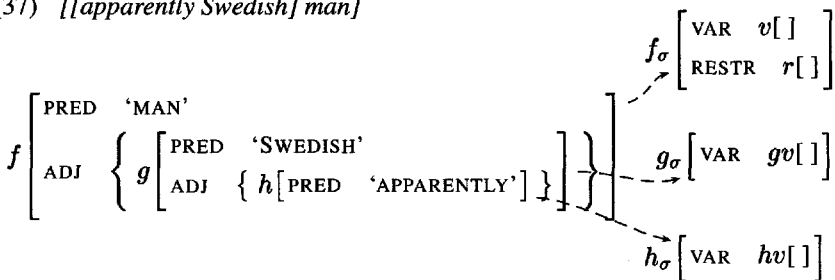 37) [[apparently Swedish] man]
f [ PRED ‘MAN’
ADJ { g [ PRED ‘SWEDISH’
ADJ { h[PRED ‘APPARENTLY’] } ] } ]
fσ [ VAR v[ ]
RESTR r[ ] ]
gσ [ VAR gv[ ] ]
hσ [ VAR hv[ ] ]